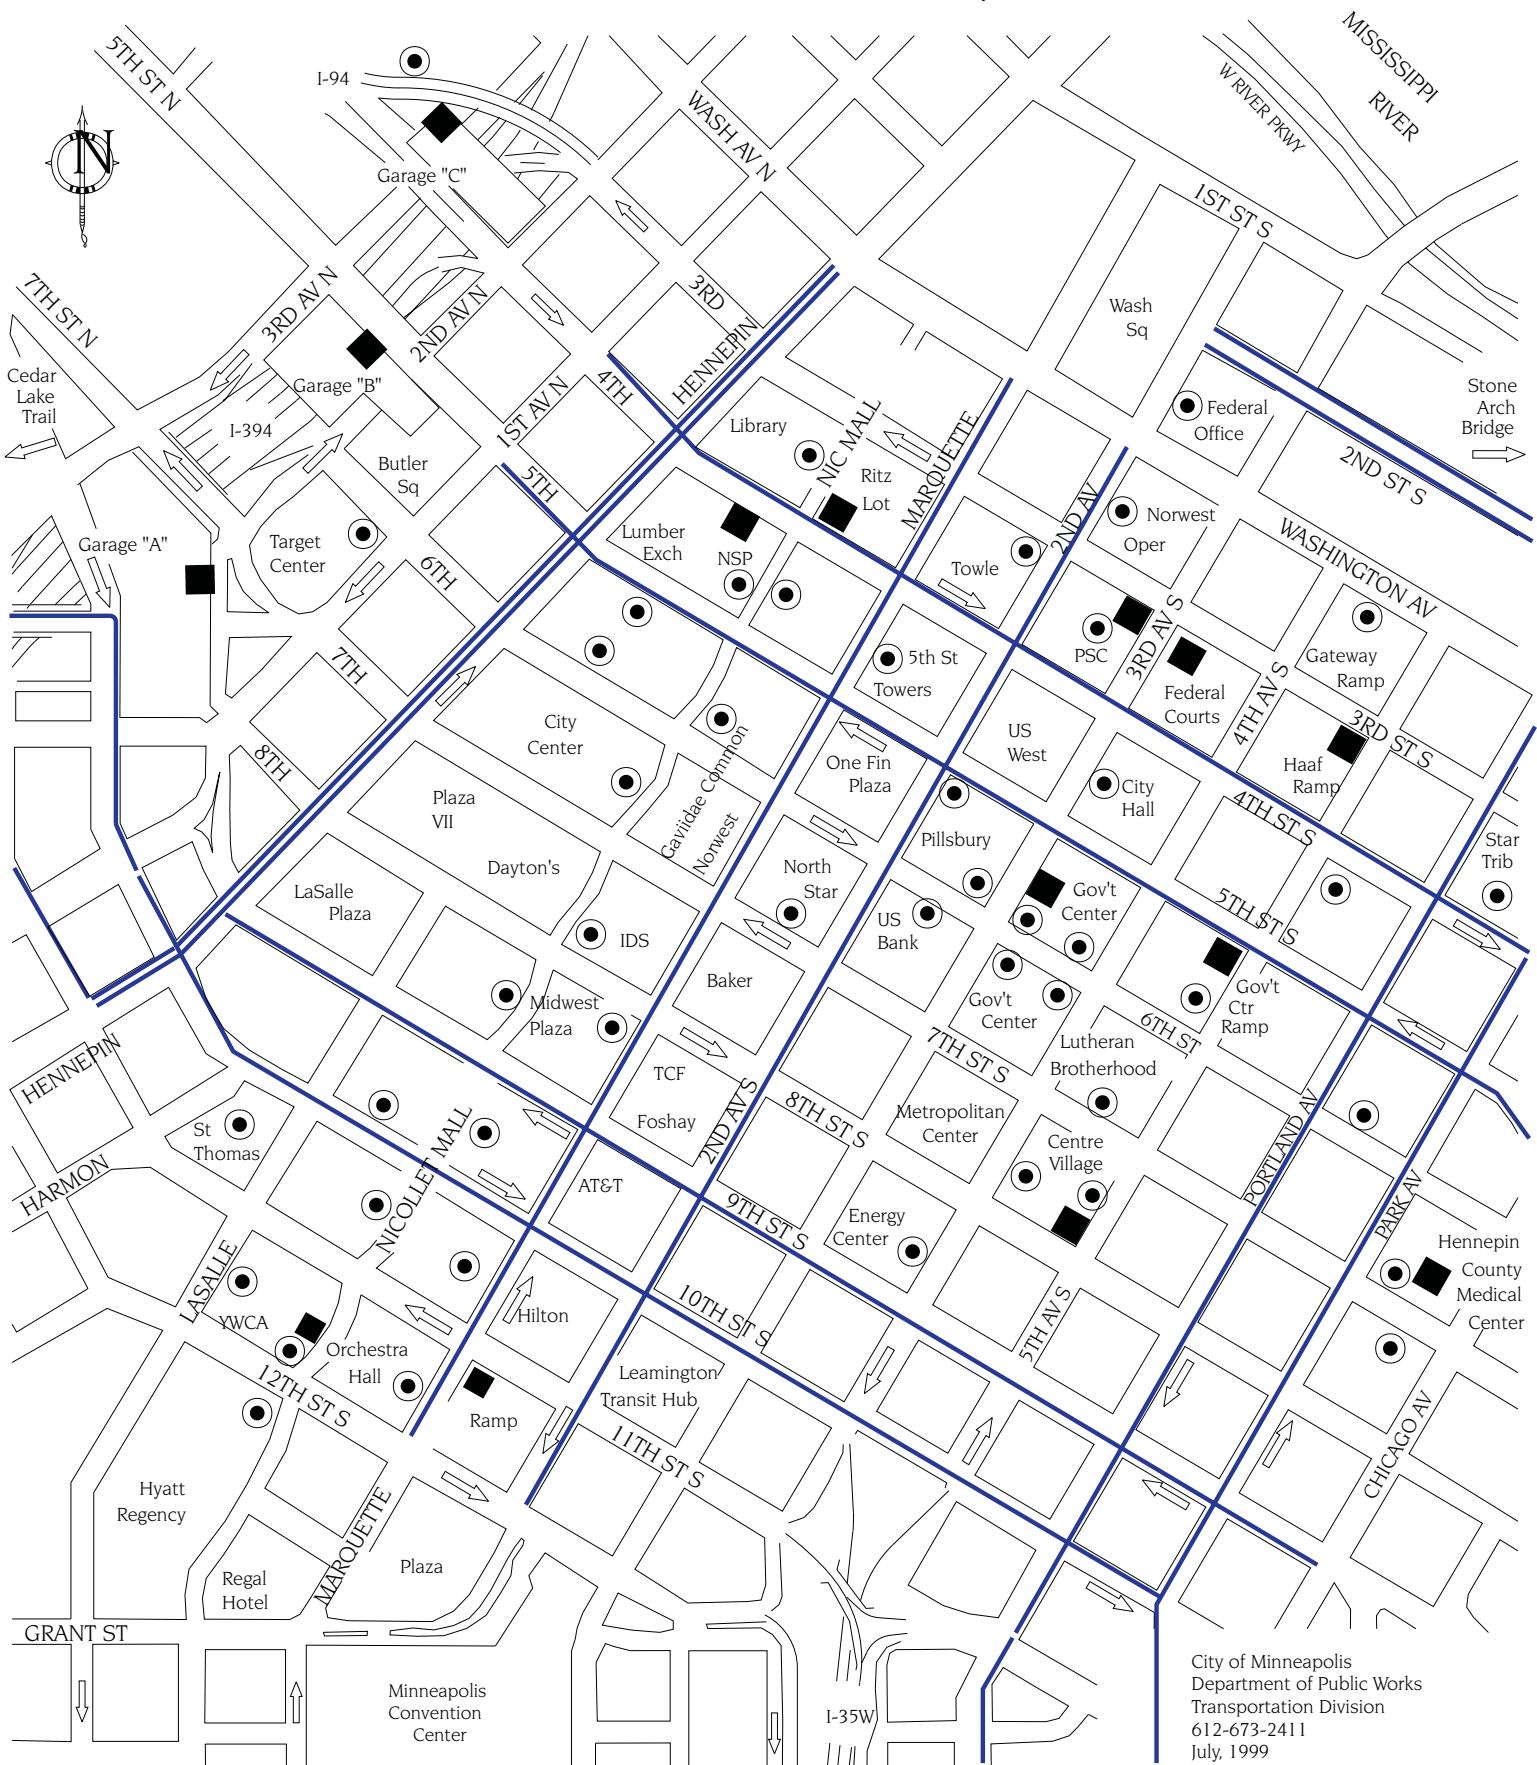 MISSISSIPPI
RIVER
W RIVER PKWY
5TH ST N
I-94
WASH AV N
N
Garage "C"
1ST ST S
7TH ST N
3RD AV N
2ND AV N
3RD
HENNEPIN
Wash
Sq
Cedar
Lake
Trail
Garage "B"
I-394
1ST AV N
4TH
Library
NIC MALL
MARQUETTE
Federal
Office
Stone
Arch
Bridge
2ND ST S
Butler
Sq
5TH
Ritz
Lot
2ND AV
Norwest
Oper
WASHINGTON AV
Garage "A"
Target
Center
6TH
Lumber
Exch
NSP
Towle
PSC
3RD AV S
Gateway
Ramp
7TH
5th St
Towers
Federal
Courts
4TH AV S
3RD ST S
8TH
City
Center
US
West
One Fin
Plaza
Haaf
Ramp
Plaza
VII
Gaviidae Common
Norwest
City
Hall
4TH ST S
Pillsbury
Star
Trib
Dayton's
North
Star
LaSalle
Plaza
Gov't
Center
5TH ST S
US
Bank
IDS
Baker
Midwest
Plaza
Gov't
Center
Gov't
Ctr
Ramp
6TH ST
7TH ST S
Lutheran
Brotherhood
HENNEPIN
TCF
Foshay
2ND AV S
8TH ST S
Metropolitan
Center
Centre
Village
PORTLAND AV
St
Thomas
NICOLLET MALL
HARMON
AT&T
9TH ST S
Energy
Center
PARK AV
Hennepin
County
Medical
Center
LASALLE
YWCA
Hilton
10TH ST S
5TH AV S
Orchestra
Hall
12TH ST S
Leamington
Transit Hub
Ramp
11TH ST S
CHICAGO AV
Hyatt
Regency
MARQUETTE
Plaza
Regal
Hotel
GRANT ST
Minneapolis
Convention
Center
I-35W
City of Minneapolis
Department of Public Works
Transportation Division
612-673-2411
July, 1999